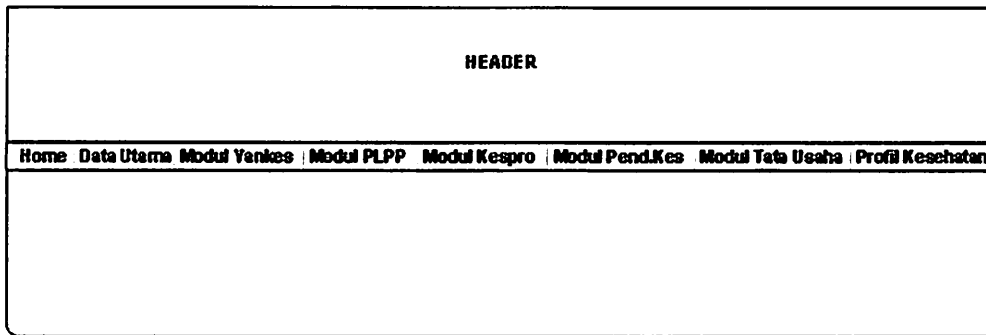 HEADER
Home Data Utama Modul Yankes Modul PLPP Modul Kespro Modul Pend.Kes Modul Tata Usaha Profil Kesehatan